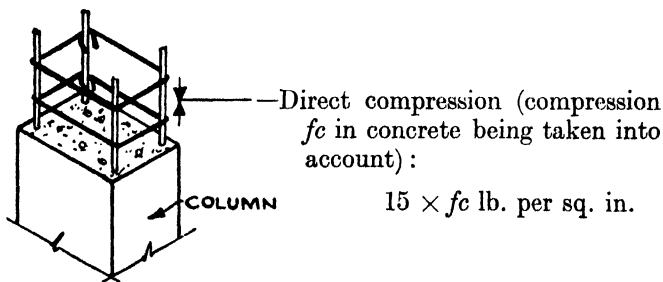 Direct compression (compression
fc in concrete being taken into
account) :
15 × fc lb. per sq. in.
COLUMN